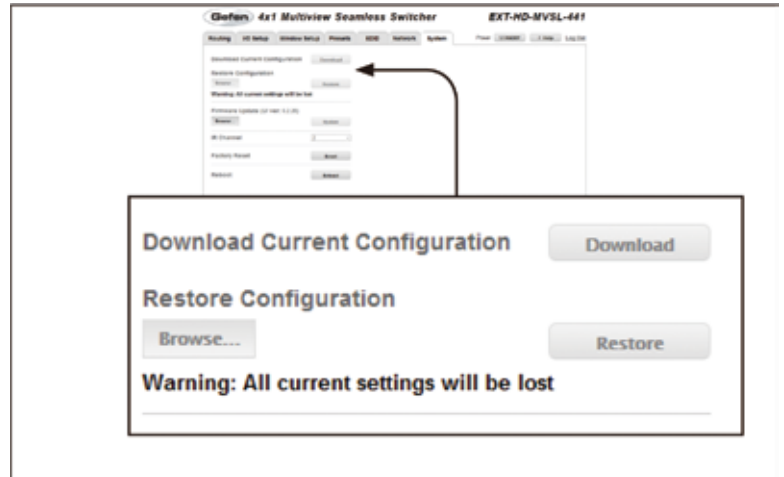 Gefen 4x1 Multiview Seamless Switcher EXT-HD-MVSL-441
Routing I/O Setup Window Setup Presets EDID Network System Power Help Log Out
Download Current Configuration Download
Restore Configuration
Browse... Restore
Warning: All current settings will be lost
Browse...
IR Channel
Factory Reset Reset
Reboot Reboot
Download Current Configuration Download
Restore Configuration
Browse... Restore
Warning: All current settings will be lost